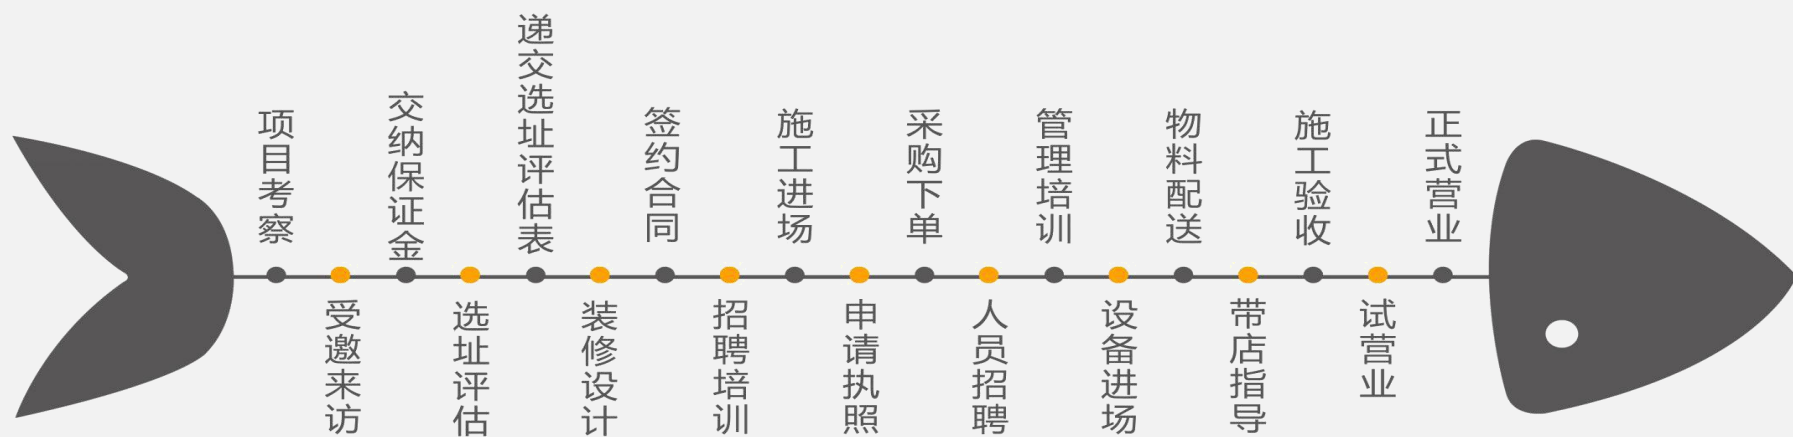 项目考察
受邀来访
交纳保证金
选址评估
递交选址评估表
装修设计
签约合同
招聘培训
施工进场
申请执照
采购下单
人员招聘
管理培训
设备进场
物料配送
带店指导
施工验收
试营业
正式营业